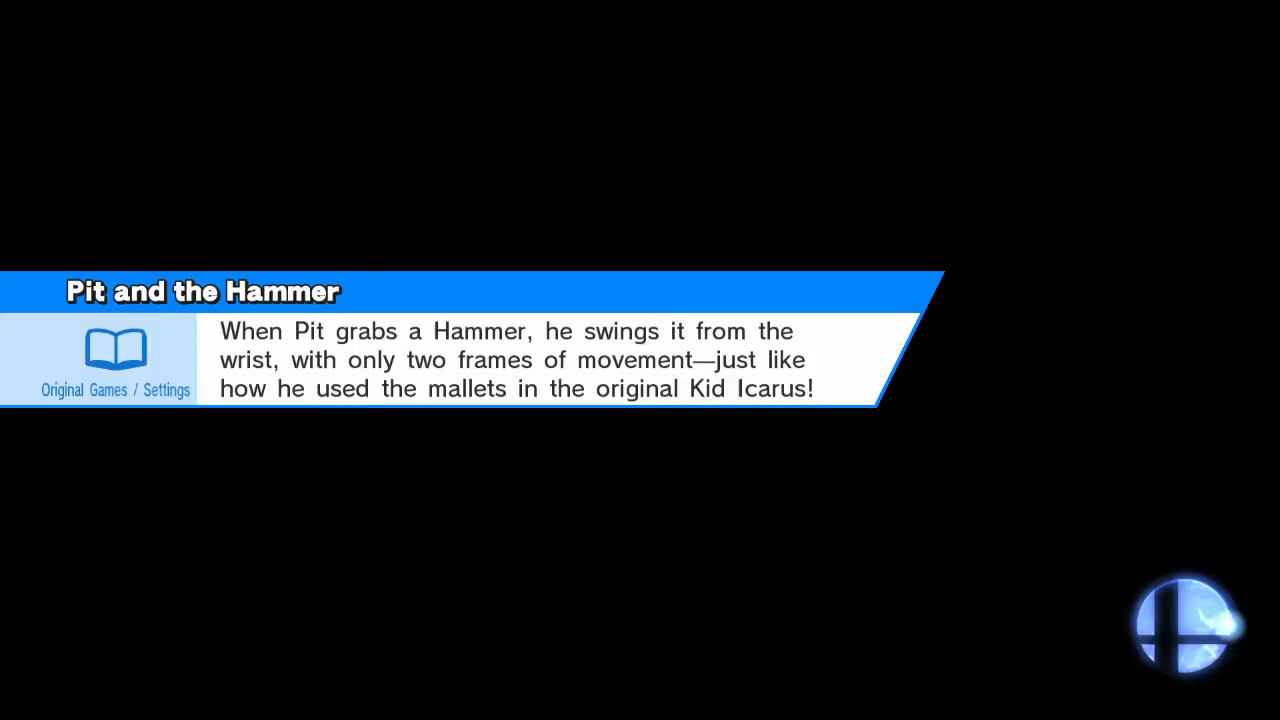 Pit and the Hammer
When Pit grabs a Hammer, he swings it from the
wrist, with only two frames of movement—just like
how he used the mallets in the original Kid Icarus!
Original Games / Settings